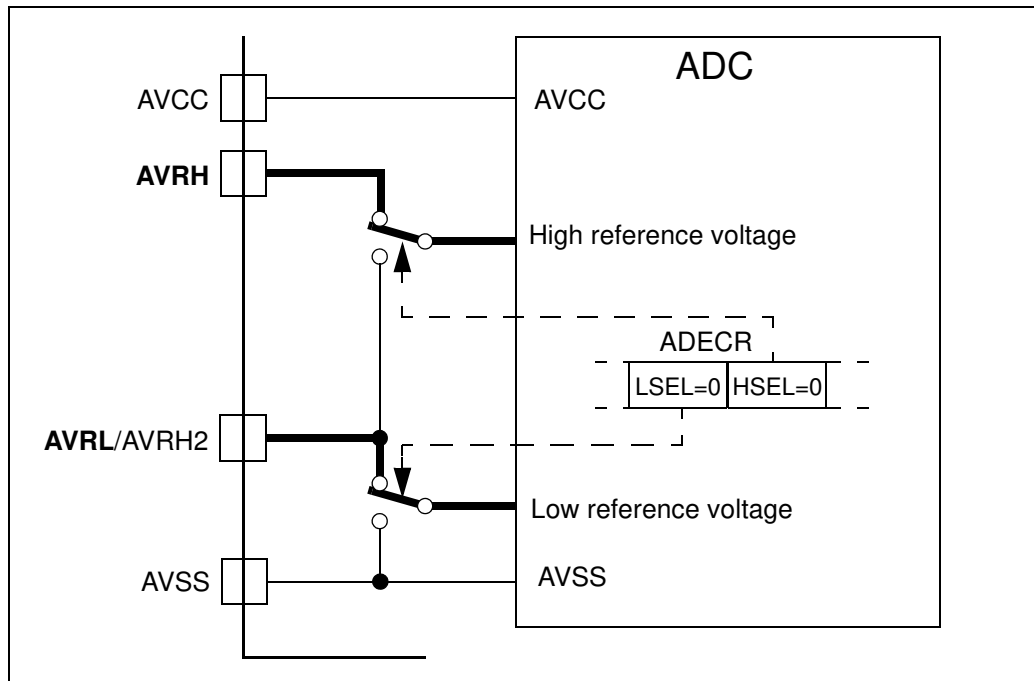 ADC
AVCC
AVCC
AVRH
High reference voltage
ADECR
LSEL=0 HSEL=0
AVRL/AVRH2
Low reference voltage
AVSS
AVSS